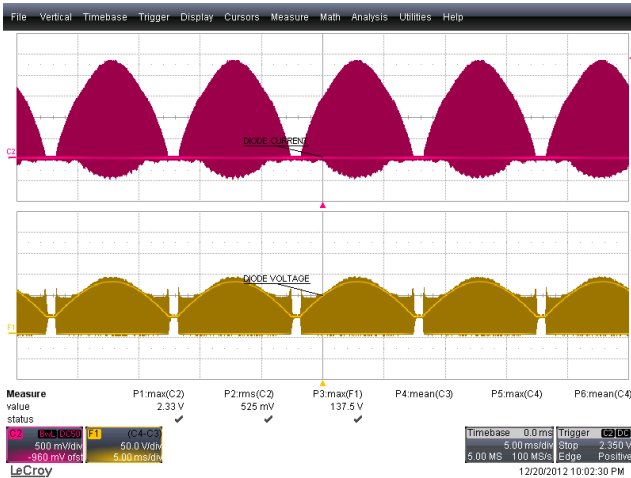 File Vertical Timebase Trigger Display Cursors Measure Math Analysis Utilities Help
C2
DIODE CURRENT
DIODE VOLTAGE
F1
Measure P1:max(C2) P2:rms(C2) P3:max(F1) P4:mean(C3) P5:max(C4) P6:mean(C4)
value 2.33 V 525 mV 137.5 V
status
C2 BwL DC50
500 mV/div
-960 mV ofst
F1 (C4-C3)
50.0 V/div
5.00 ms/div
Timebase 0.0 ms
5.00 ms/div
5.00 MS 100 MS/s
Trigger C2 DC
Stop 2.350 V
Edge Positive
LeCroy
12/20/2012 10:02:30 PM